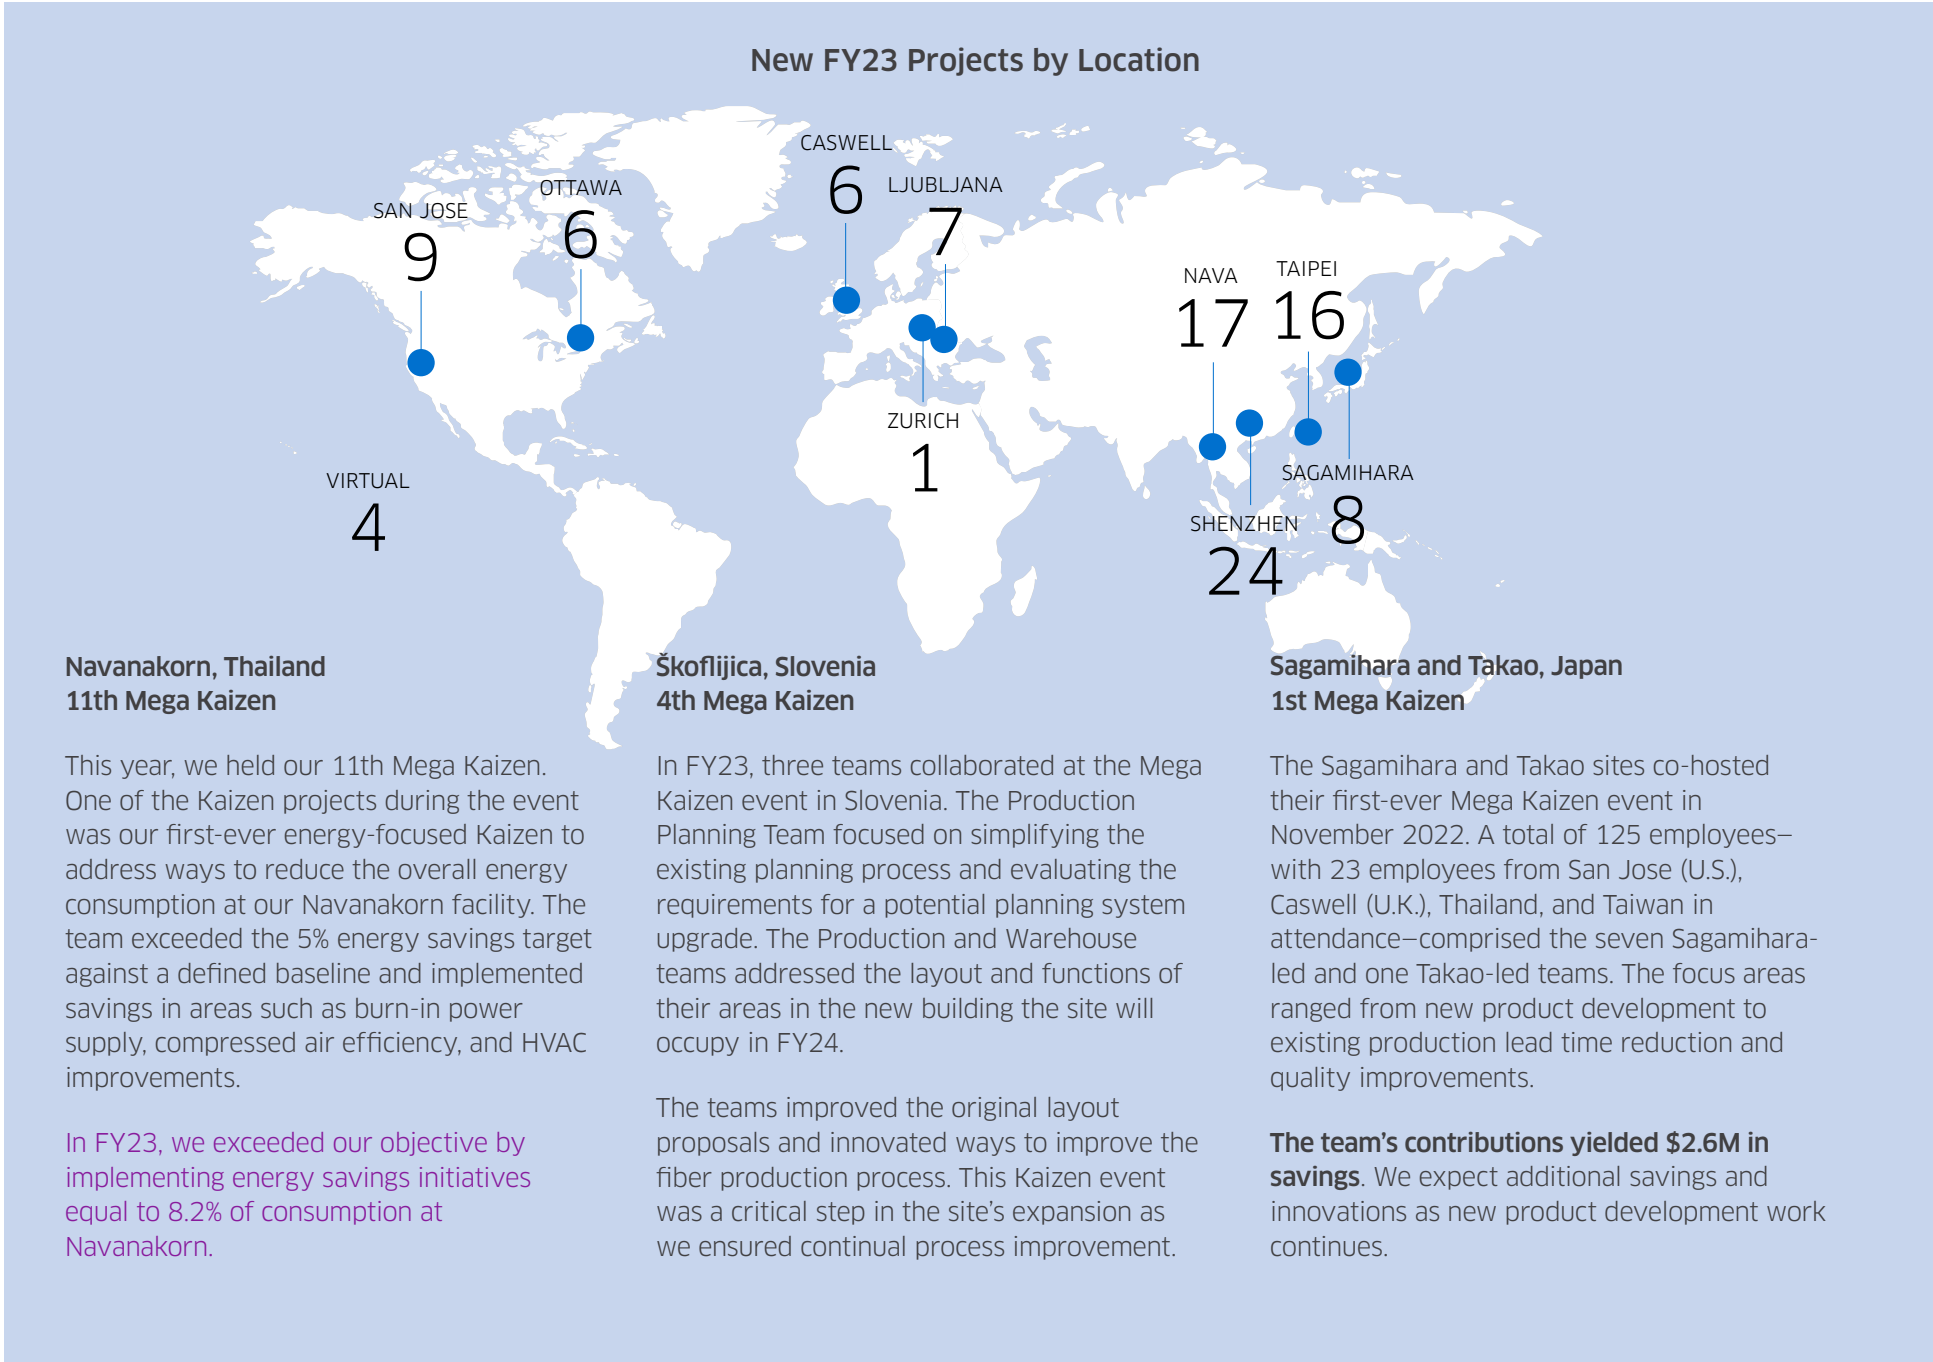 New FY23 Projects by Location
CASWELL
6
LJUBLJANA
7
OTTAWA
6
SAN JOSE
9
NAVA
17
TAIPEI
16
ZURICH
1
SAGAMIHARA
8
VIRTUAL
4
SHENZHEN
24
Navanakorn, Thailand
11th Mega Kaizen
This year, we held our 11th Mega Kaizen.
One of the Kaizen projects during the event
was our first-ever energy-focused Kaizen to
address ways to reduce the overall energy
consumption at our Navanakorn facility. The
team exceeded the 5% energy savings target
against a defined baseline and implemented
savings in areas such as burn-in power
supply, compressed air efficiency, and HVAC
improvements.
In FY23, we exceeded our objective by
implementing energy savings initiatives
equal to 8.2% of consumption at
Navanakorn.
Škoflijica, Slovenia
4th Mega Kaizen
In FY23, three teams collaborated at the Mega
Kaizen event in Slovenia. The Production
Planning Team focused on simplifying the
existing planning process and evaluating the
requirements for a potential planning system
upgrade. The Production and Warehouse
teams addressed the layout and functions of
their areas in the new building the site will
occupy in FY24.
The teams improved the original layout
proposals and innovated ways to improve the
fiber production process. This Kaizen event
was a critical step in the site’s expansion as
we ensured continual process improvement.
Sagamihara and Takao, Japan
1st Mega Kaizen
The Sagamihara and Takao sites co-hosted
their first-ever Mega Kaizen event in
November 2022. A total of 125 employees—
with 23 employees from San Jose (U.S.),
Caswell (U.K.), Thailand, and Taiwan in
attendance—comprised the seven Sagamihara-
led and one Takao-led teams. The focus areas
ranged from new product development to
existing production lead time reduction and
quality improvements.
The team’s contributions yielded $2.6M in
savings. We expect additional savings and
innovations as new product development work
continues.